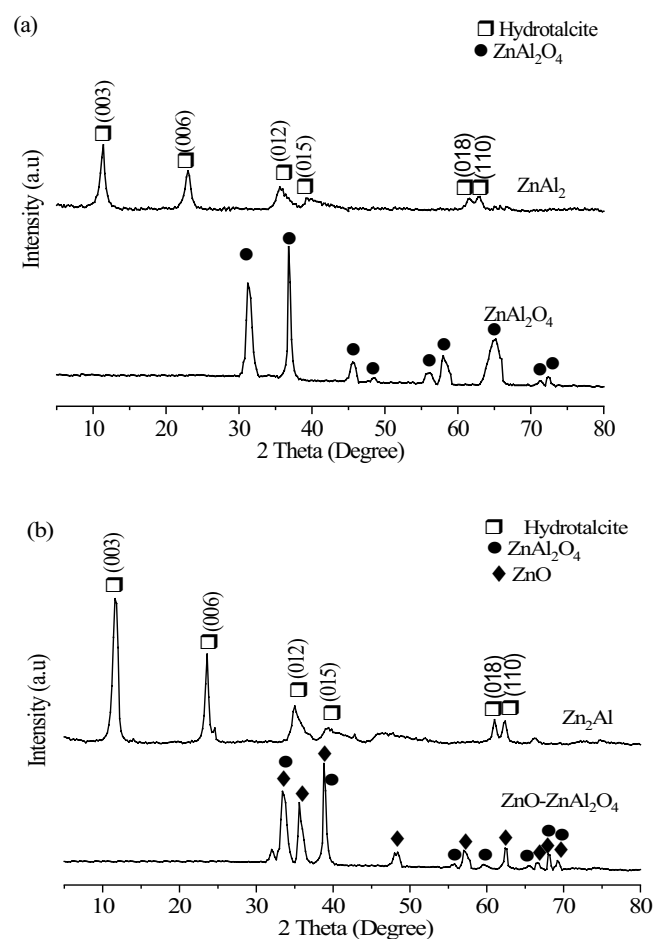 (a)
Hydrotalcite
ZnAl₂O₄
(003)
(006)
(012)
(015)
(018)
(110)
ZnAl₂
ZnAl₂O₄
Intensity (a.u)
10 20 30 40 50 60 70 80
2 Theta (Degree)
(b)
Hydrotalcite
ZnAl₂O₄
ZnO
(003)
(006)
(012)
(015)
(018)
(110)
Zn₂Al
ZnO-ZnAl₂O₄
Intensity (a.u)
10 20 30 40 50 60 70 80
2 Theta (Degree)